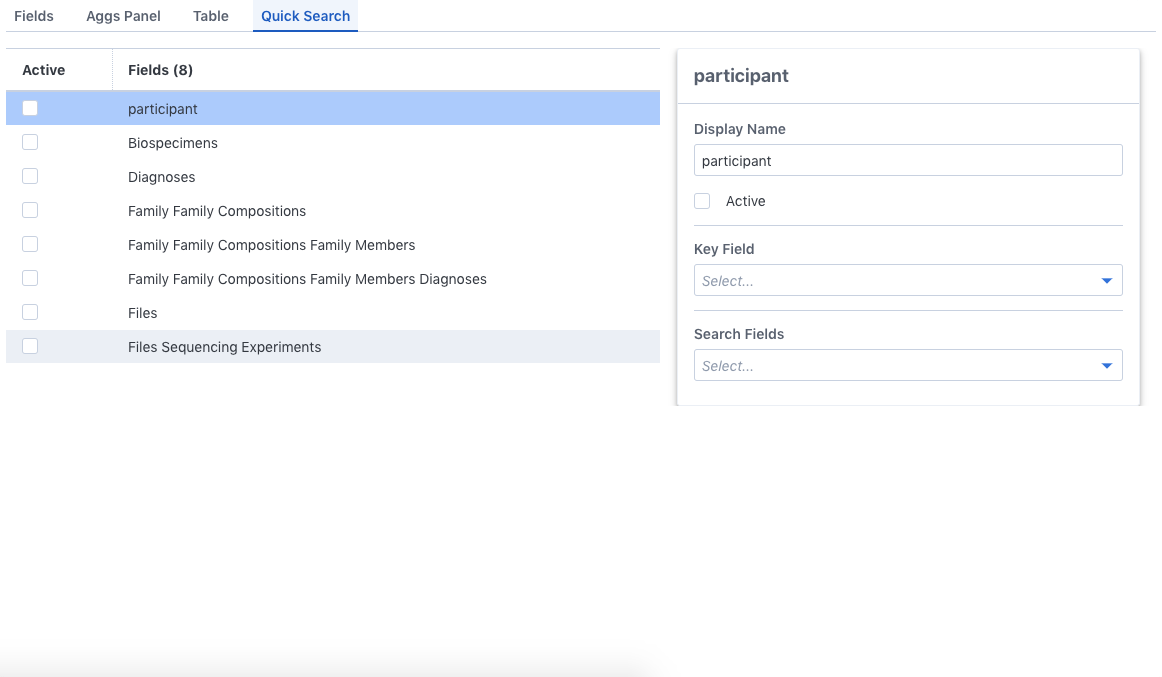 Fields Aggs Panel Table Quick Search
Active Fields (8)
participant
Biospecimens
Diagnoses
Family Family Compositions
Family Family Compositions Family Members
Family Family Compositions Family Members Diagnoses
Files
Files Sequencing Experiments
participant
Display Name
participant
Active
Key Field
Select...
Search Fields
Select...